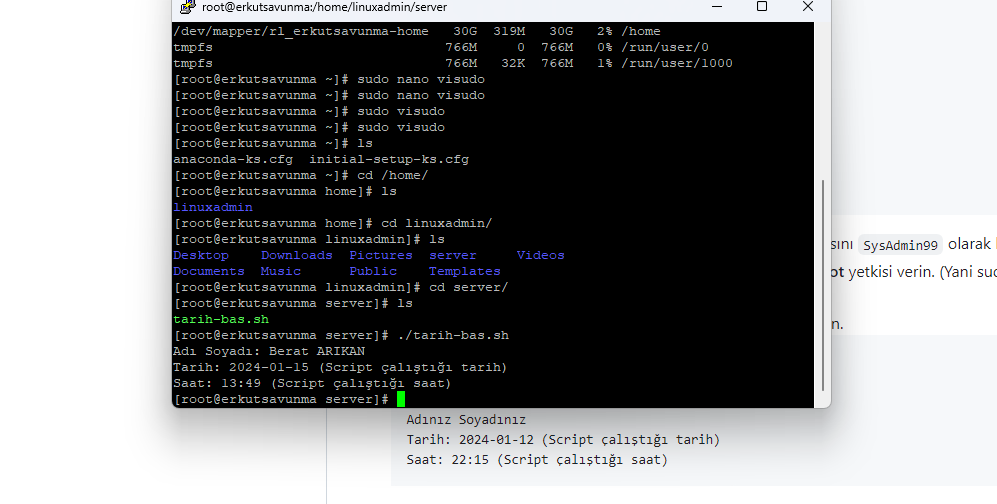 root@erkutsavunma:/home/linuxadmin/server
/dev/mapper/rl_erkutsavunma-home   30G  319M   30G   2% /home
tmpfs                             766M     0  766M   0% /run/user/0
tmpfs                             766M   32K  766M   1% /run/user/1000
[root@erkutsavunma ~]# sudo nano visudo
[root@erkutsavunma ~]# sudo nano visudo
[root@erkutsavunma ~]# sudo visudo
[root@erkutsavunma ~]# sudo visudo
[root@erkutsavunma ~]# ls
anaconda-ks.cfg  initial-setup-ks.cfg
[root@erkutsavunma ~]# cd /home/
[root@erkutsavunma home]# ls
linuxadmin
[root@erkutsavunma home]# cd linuxadmin/
[root@erkutsavunma linuxadmin]# ls
Desktop    Downloads  Pictures  server     Videos
Documents  Music      Public    Templates
[root@erkutsavunma linuxadmin]# cd server/
[root@erkutsavunma server]# ls
tarih-bas.sh
[root@erkutsavunma server]# ./tarih-bas.sh
Adı Soyadı: Berat ARIKAN
Tarih: 2024-01-15 (Script çalıştığı tarih)
Saat: 13:49 (Script çalıştığı saat)
[root@erkutsavunma server]#
SysAdmin99 olarak
yetkisi verin. (Yani
Adınız Soyadınız
Tarih: 2024-01-12 (Script çalıştığı tarih)
Saat: 22:15 (Script çalıştığı saat)